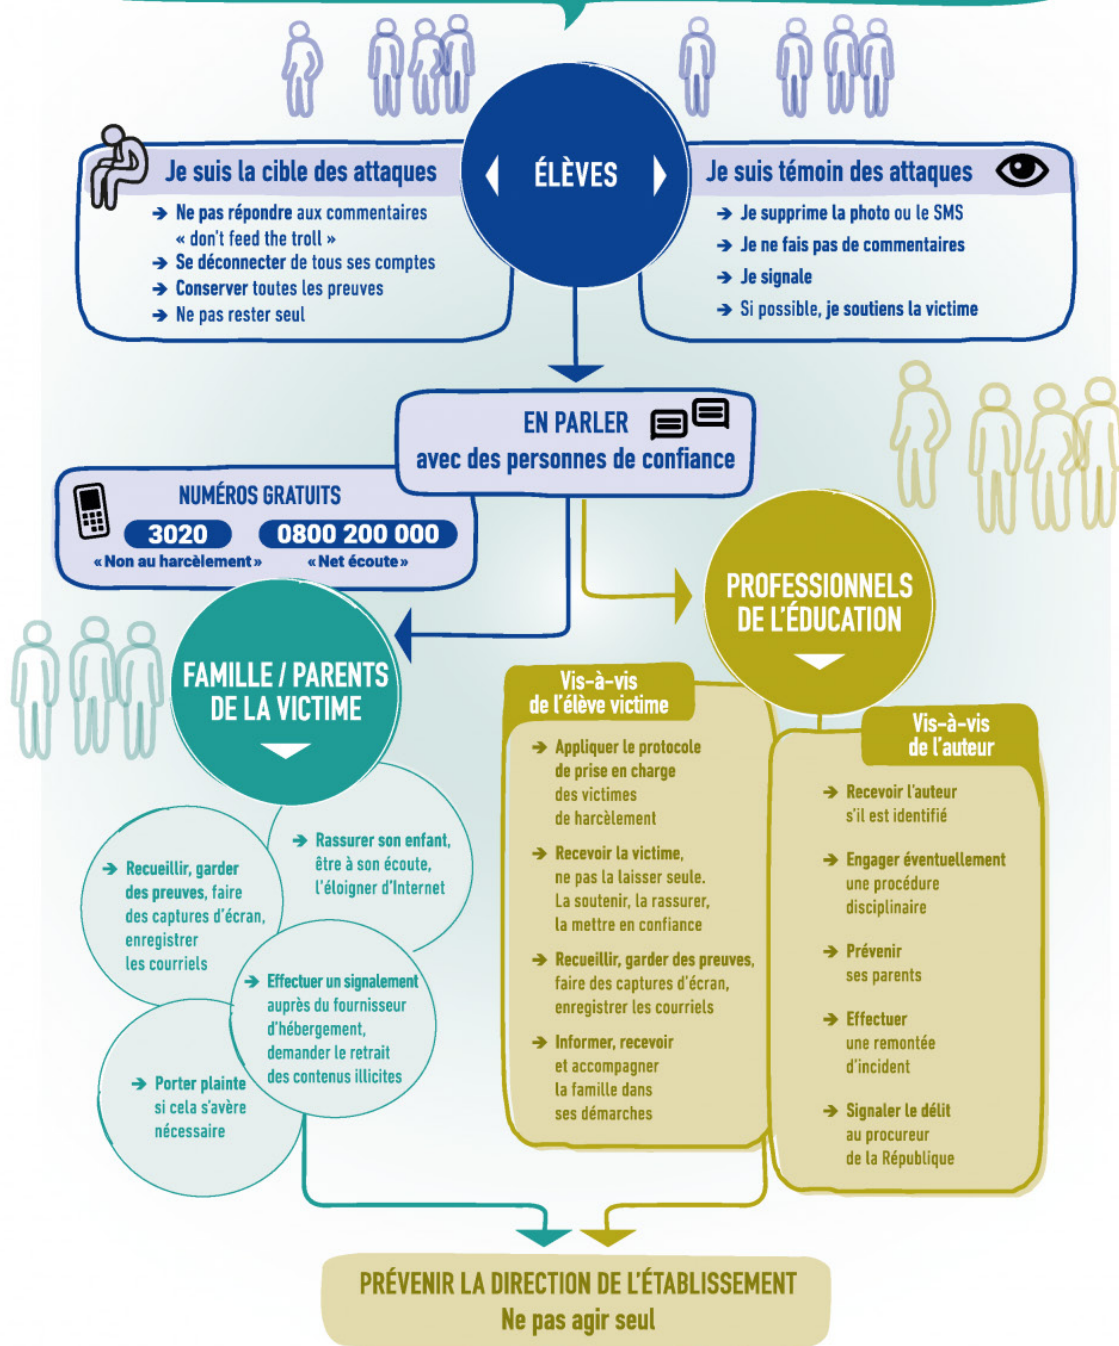 ÉLÈVES
Je suis la cible des attaques
➔ Ne pas répondre aux commentaires
« don't feed the troll »
➔ Se déconnecter de tous ses comptes
➔ Conserver toutes les preuves
➔ Ne pas rester seul
Je suis témoin des attaques
➔ Je supprime la photo ou le SMS
➔ Je ne fais pas de commentaires
➔ Je signale
➔ Si possible, je soutiens la victime
EN PARLER
avec des personnes de confiance
NUMÉROS GRATUITS
3020
« Non au harcèlement »
0800 200 000
« Net écoute »
FAMILLE / PARENTS
DE LA VICTIME
➔ Rassurer son enfant,
être à son écoute,
l'éloigner d'Internet
➔ Recueillir, garder
des preuves, faire
des captures d'écran,
enregistrer
les courriels
➔ Effectuer un signalement
auprès du fournisseur
d'hébergement,
demander le retrait
des contenus illicites
➔ Porter plainte
si cela s'avère
nécessaire
PROFESSIONNELS
DE L'ÉDUCATION
Vis-à-vis
de l'élève victime
➔ Appliquer le protocole
de prise en charge
des victimes
de harcèlement
➔ Recevoir la victime,
ne pas la laisser seule.
La soutenir, la rassurer,
la mettre en confiance
➔ Recueillir, garder des preuves,
faire des captures d'écran,
enregistrer les courriels
➔ Informer, recevoir
et accompagner
la famille dans
ses démarches
Vis-à-vis
de l'auteur
➔ Recevoir l'auteur
s'il est identifié
➔ Engager éventuellement
une procédure
disciplinaire
➔ Prévenir
ses parents
➔ Effectuer
une remontée
d'incident
➔ Signaler le délit
au procureur
de la République
PRÉVENIR LA DIRECTION DE L'ÉTABLISSEMENT
Ne pas agir seul